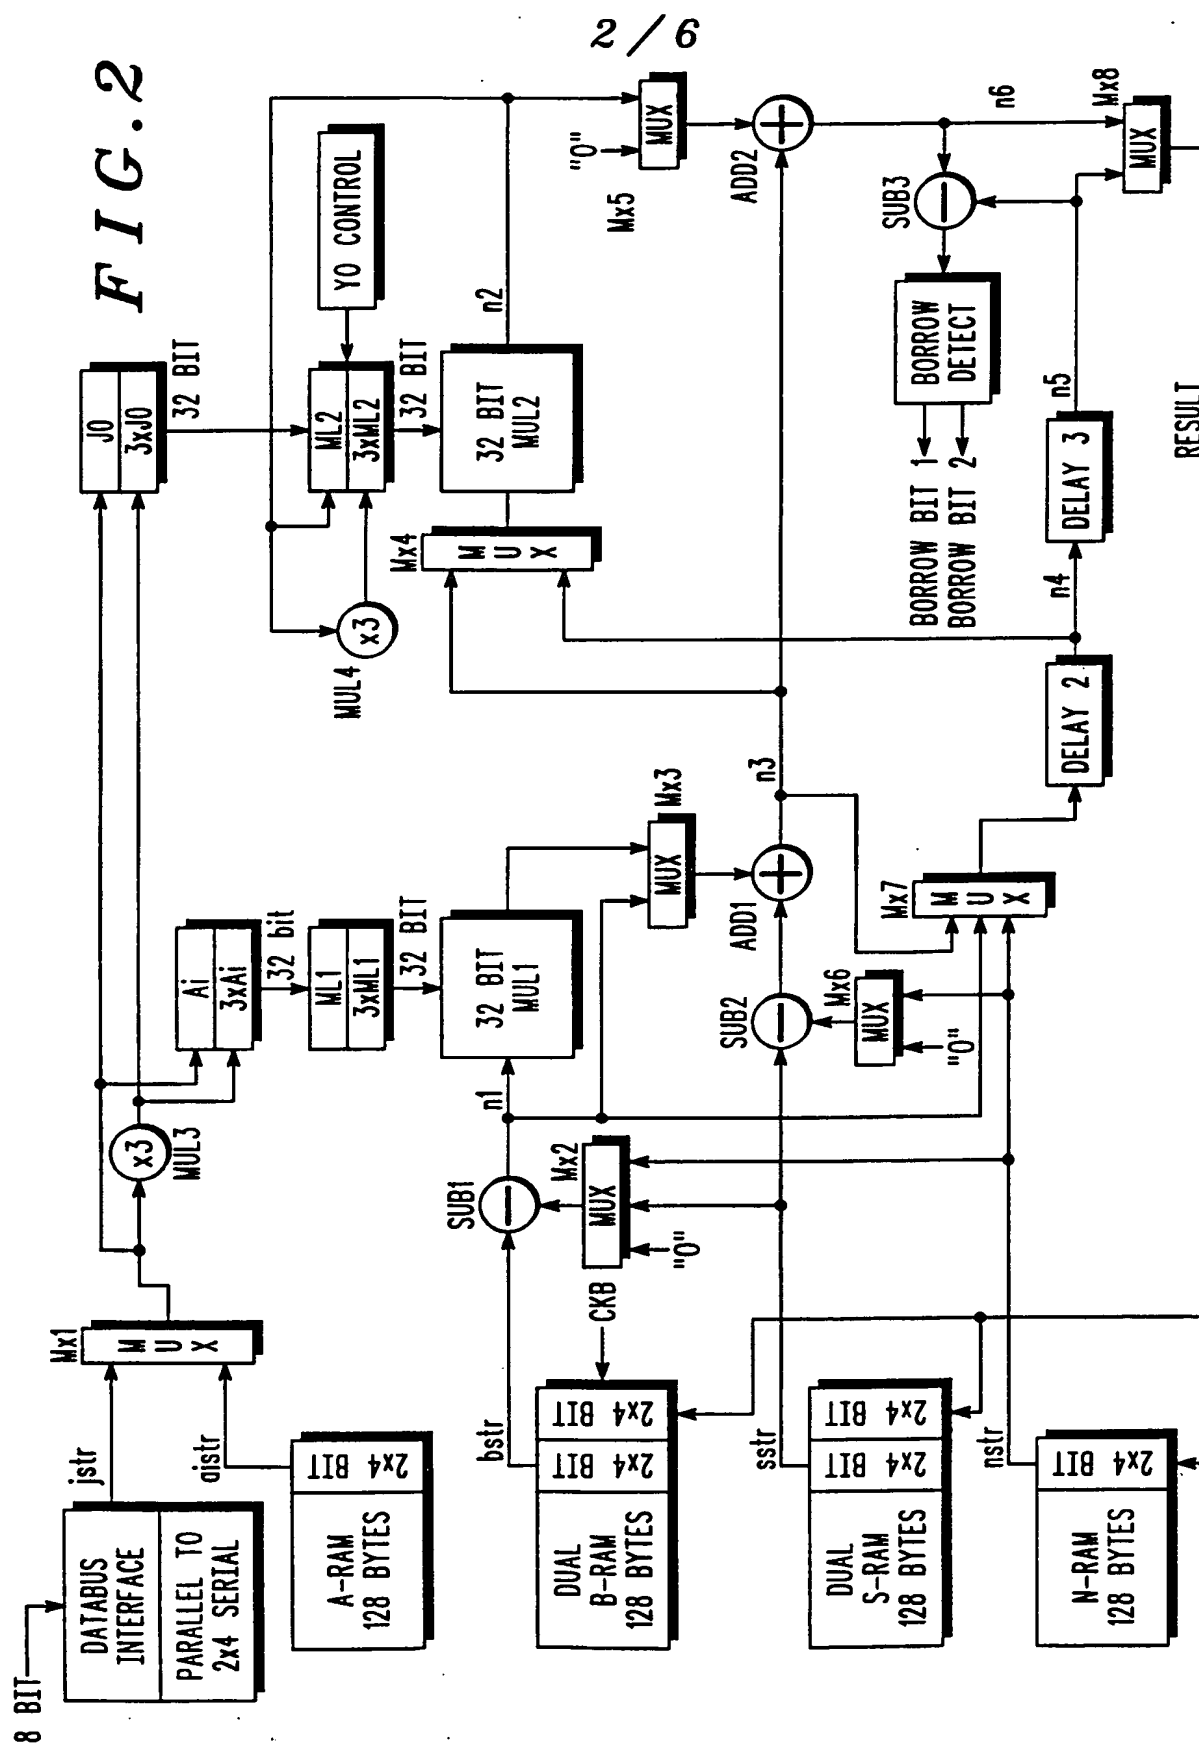 2/6
FIG.2
8 BIT
DATABUS
INTERFACE
PARALLEL TO
2x4 SERIAL
jstr
aistr
A-RAM
128 BYTES
2x4 BIT
Mx1
MUX
x3
MUL3
J0
3xJ0
32 BIT
Ai
3xAi
32 bit
ML1
3xML1
32 BIT
32 BIT
MUL1
YO CONTROL
ML2
3xML2
32 BIT
x3
MUL4
Mx4
MUX
32 BIT
MUL2
n2
"0"
MUX
Mx5
DUAL
B-RAM
128 BYTES
2x4 BIT
2x4 BIT
bstr
CKB
SUB1
Mx2
MUX
"0"
n1
MUX
Mx3
DUAL
S-RAM
128 BYTES
2x4 BIT
2x4 BIT
sstr
SUB2
Mx6
MUX
"0"
ADD1
n3
ADD2
N-RAM
128 BYTES
2x4 BIT
nstr
Mx7
MUX
DELAY 2
n4
DELAY 3
n5
BORROW BIT 1
BORROW BIT 2
BORROW
DETECT
SUB3
n6
MUX
Mx8
RESULT